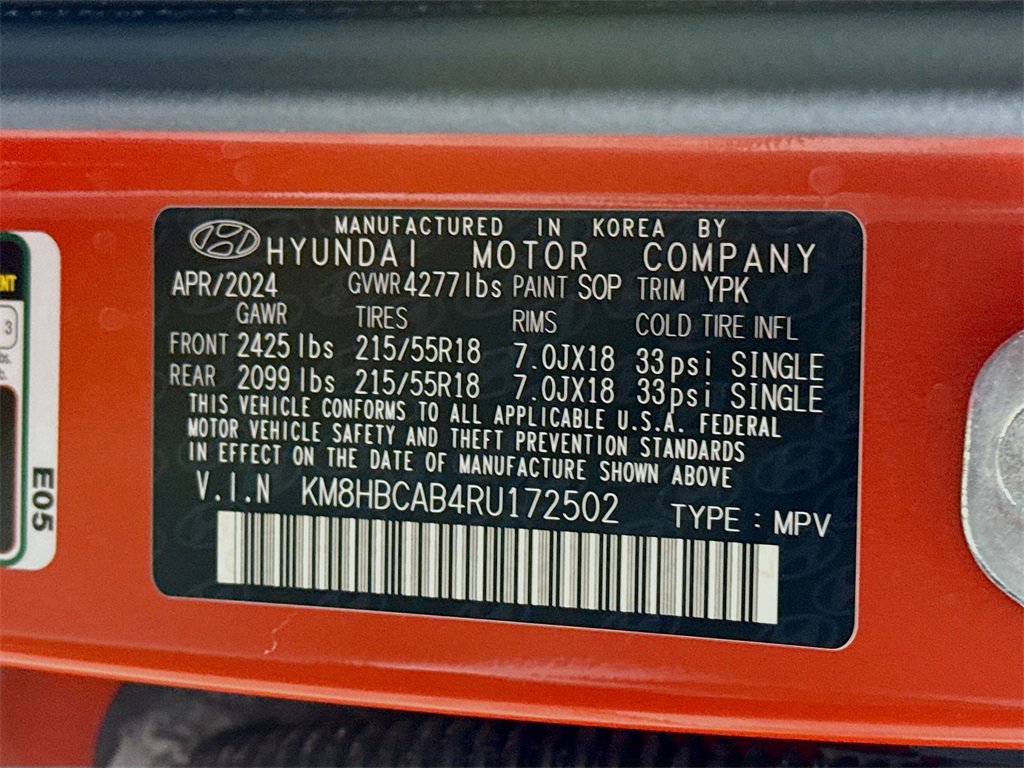 MANUFACTURED IN KOREA BY
HYUNDAI MOTOR COMPANY
APR/2024 GVWR 4277lbs PAINT SOP TRIM YPK
GAWR TIRES RIMS COLD TIRE INFL
FRONT 2425lbs 215/55R18 7.0JX18 33psi SINGLE
REAR 2099lbs 215/55R18 7.0JX18 33psi SINGLE
THIS VEHICLE CONFORMS TO ALL APPLICABLE U.S.A. FEDERAL
MOTOR VEHICLE SAFETY AND THEFT PREVENTION STANDARDS
IN EFFECT ON THE DATE OF MANUFACTURE SHOWN ABOVE
V.I.N KM8HBCAB4RU172502 TYPE : MPV
3
E05